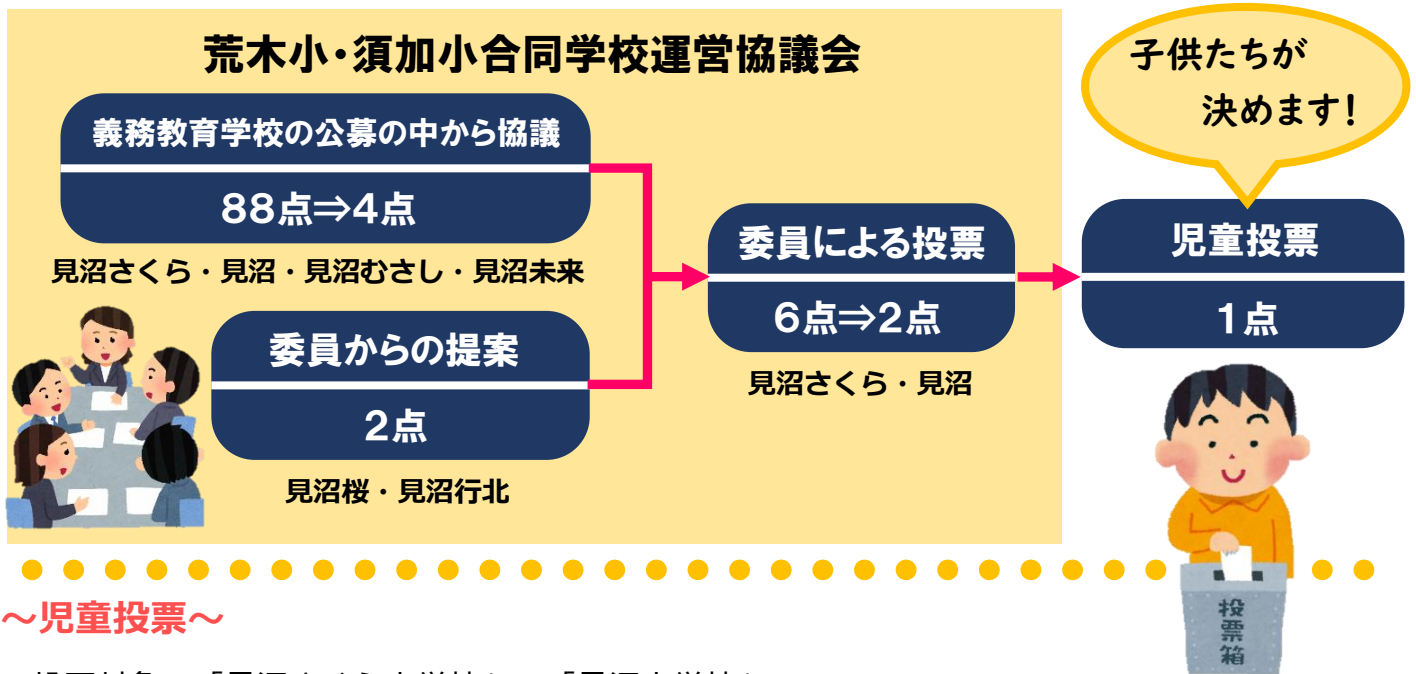 荒木小・須加小合同学校運営協議会
義務教育学校の公募の中から協議
88点⇒4点
見沼さくら・見沼・見沼むさし・見沼未来
委員からの提案
2点
見沼桜・見沼行北
委員による投票
6点⇒2点
見沼さくら・見沼
子供たちが
決めます！
児童投票
1点
投票箱
～児童投票～